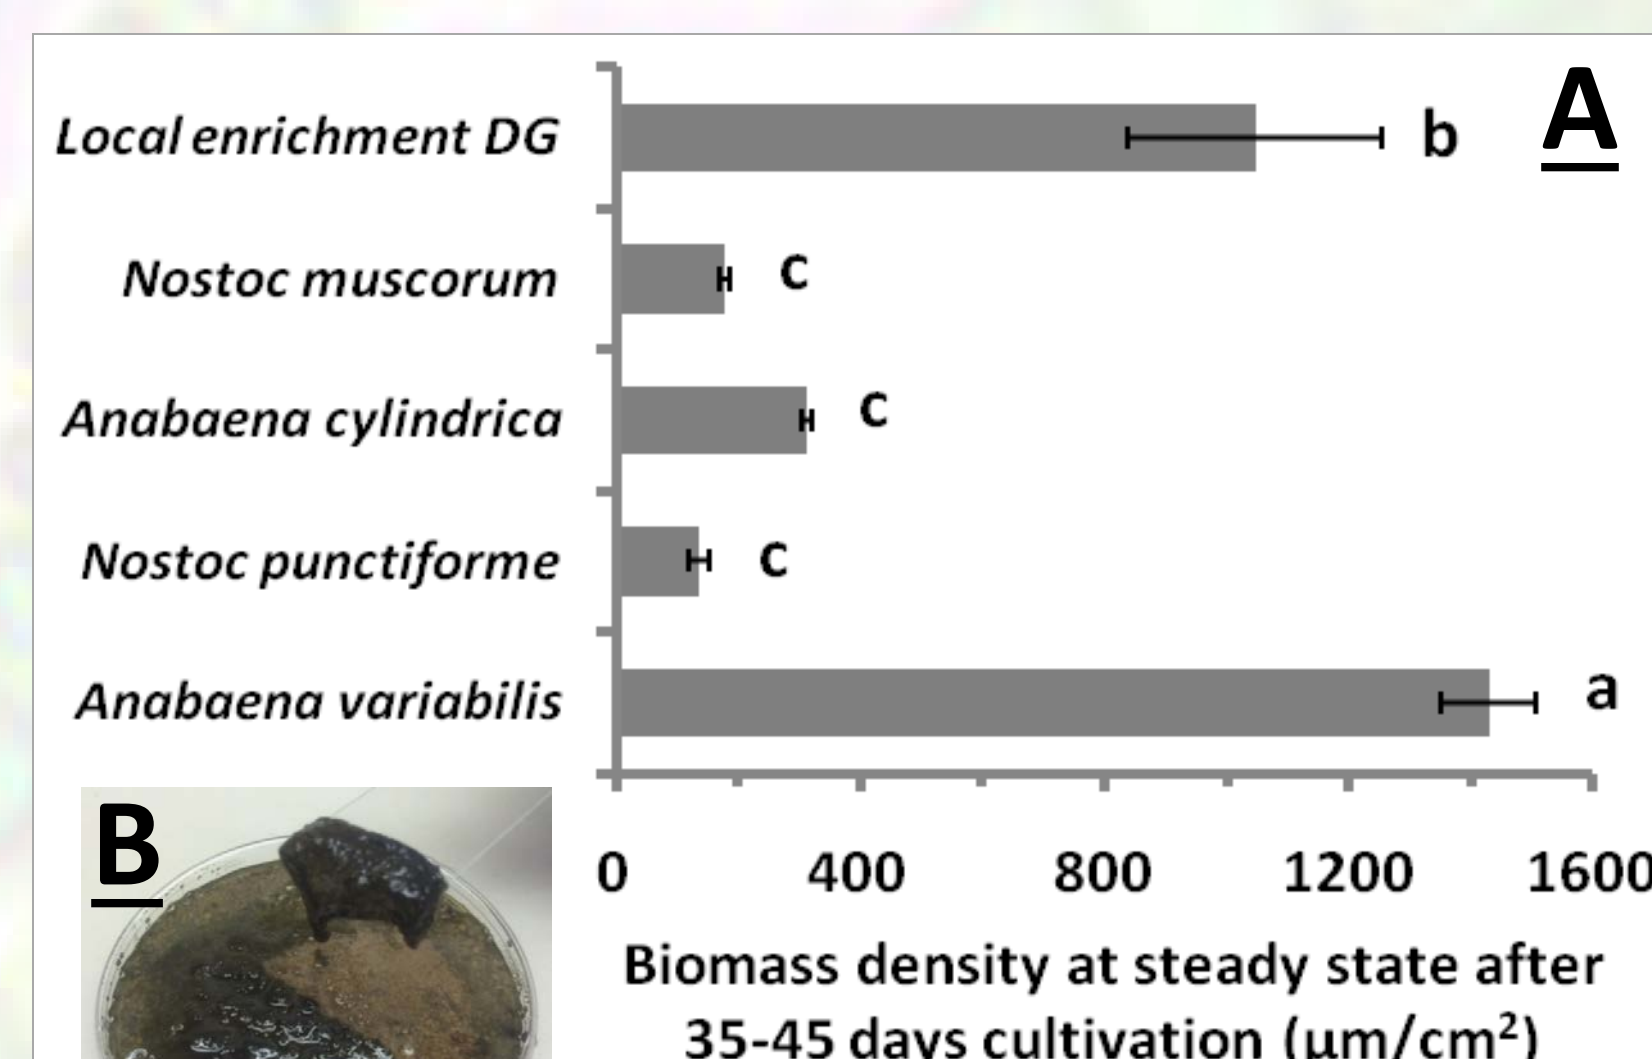 A
Local enrichment DG
b
Nostoc muscorum
c
Anabaena cylindrica
c
Nostoc punctiforme
c
Anabaena variabilis
a
B
0 400 800 1200 1600
Biomass density at steady state after
35-45 days cultivation (µm/cm²)